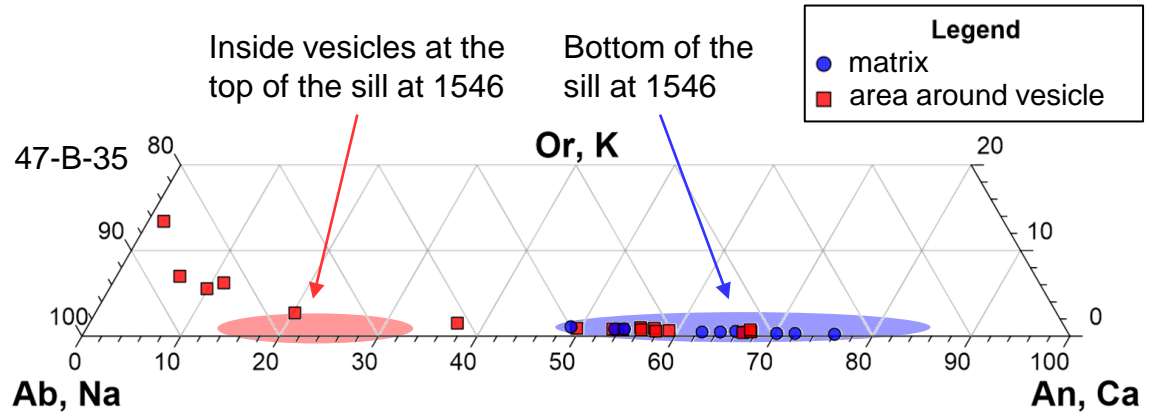 Inside vesicles at the
top of the sill at 1546
Bottom of the
sill at 1546
Legend
matrix
area around vesicle
47-B-35
80
Or, K
20
90
10
100
0
0
10
20
30
40
50
60
70
80
90
100
Ab, Na
An, Ca